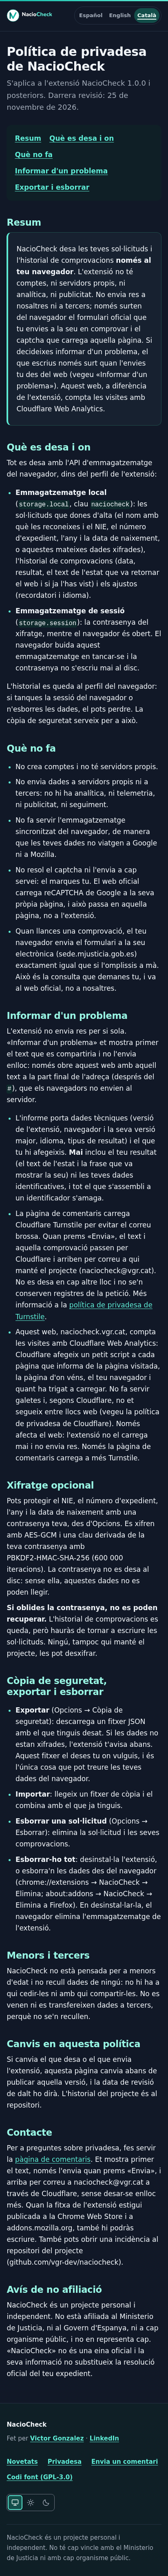 NacioCheck
Español English Català
Política de privadesa
de NacioCheck
S'aplica a l'extensió NacioCheck 1.0.0 i
posteriors. Darrera revisió: 25 de
novembre de 2026.
Resum Què es desa i on
Què no fa
Informar d'un problema
Exportar i esborrar
Resum
NacioCheck desa les teves sol·licituds i
l'historial de comprovacions només al
teu navegador. L'extensió no té
comptes, ni servidors propis, ni
analítica, ni publicitat. No envia res a
nosaltres ni a tercers; només surten
del navegador el formulari oficial que
tu envies a la seu en comprovar i el
captcha que carrega aquella pàgina. Si
decideixes informar d'un problema, el
que escrius només surt quan l'envies
tu des del web (vegeu «Informar d'un
problema»). Aquest web, a diferència
de l'extensió, compta les visites amb
Cloudflare Web Analytics.
Què es desa i on
Tot es desa amb l'API d'emmagatzematge
del navegador, dins del perfil de l'extensió:
• Emmagatzematge local
(storage.local, clau naciocheck): les
sol·licituds que dones d'alta (el nom amb
què les reconeixes i el NIE, el número
d'expedient, l'any i la data de naixement,
o aquestes mateixes dades xifrades),
l'historial de comprovacions (data,
resultat, el text de l'estat que va retornar
el web i si ja l'has vist) i els ajustos
(recordatori i idioma).
• Emmagatzematge de sessió
(storage.session): la contrasenya del
xifratge, mentre el navegador és obert. El
navegador buida aquest
emmagatzematge en tancar-se i la
contrasenya no s'escriu mai al disc.
L'historial es queda al perfil del navegador:
si tanques la sessió del navegador o
n'esborres les dades, el pots perdre. La
còpia de seguretat serveix per a això.
Què no fa
• No crea comptes i no té servidors propis.
• No envia dades a servidors propis ni a
tercers: no hi ha analítica, ni telemetria,
ni publicitat, ni seguiment.
• No fa servir l'emmagatzematge
sincronitzat del navegador, de manera
que les teves dades no viatgen a Google
ni a Mozilla.
• No resol el captcha ni l'envia a cap
servei: el marques tu. El web oficial
carrega reCAPTCHA de Google a la seva
pròpia pàgina, i això passa en aquella
pàgina, no a l'extensió.
• Quan llances una comprovació, el teu
navegador envia el formulari a la seu
electrònica (sede.mjusticia.gob.es)
exactament igual que si l'omplissis a mà.
Això és la consulta que demanes tu, i va
al web oficial, no a nosaltres.
Informar d'un problema
L'extensió no envia res per si sola.
«Informar d'un problema» et mostra primer
el text que es compartiria i no l'envia
enlloc: només obre aquest web amb aquell
text a la part final de l'adreça (després del
#), que els navegadors no envien al
servidor.
• L'informe porta dades tècniques (versió
de l'extensió, navegador i la seva versió
major, idioma, tipus de resultat) i el que
tu hi afegeixis. Mai inclou el teu resultat
(el text de l'estat i la frase que va
mostrar la seu) ni les teves dades
identificatives, i tot el que s'assembli a
un identificador s'amaga.
• La pàgina de comentaris carrega
Cloudflare Turnstile per evitar el correu
brossa. Quan prems «Envia», el text i
aquella comprovació passen per
Cloudflare i arriben per correu a qui
manté el projecte (naciocheck@vgr.cat).
No es desa en cap altre lloc i no se'n
conserven registres de la petició. Més
informació a la política de privadesa de
Turnstile.
• Aquest web, naciocheck.vgr.cat, compta
les visites amb Cloudflare Web Analytics:
Cloudflare afegeix un petit script a cada
pàgina que informa de la pàgina visitada,
la pàgina d'on véns, el teu navegador i
quant ha trigat a carregar. No fa servir
galetes i, segons Cloudflare, no et
segueix entre llocs web (vegeu la política
de privadesa de Cloudflare). Només
afecta el web: l'extensió no el carrega
mai i no envia res. Només la pàgina de
comentaris carrega a més Turnstile.
Xifratge opcional
Pots protegir el NIE, el número d'expedient,
l'any i la data de naixement amb una
contrasenya teva, des d'Opcions. Es xifren
amb AES-GCM i una clau derivada de la
teva contrasenya amb
PBKDF2-HMAC-SHA-256 (600 000
iteracions). La contrasenya no es desa al
disc: sense ella, aquestes dades no es
poden llegir.
Si oblides la contrasenya, no es poden
recuperar. L'historial de comprovacions es
queda, però hauràs de tornar a escriure les
sol·licituds. Ningú, tampoc qui manté el
projecte, les pot desxifrar.
Còpia de seguretat,
exportar i esborrar
• Exportar (Opcions → Còpia de
seguretat): descarrega un fitxer JSON
amb el que tinguis desat. Si les dades no
estan xifrades, l'extensió t'avisa abans.
Aquest fitxer el deses tu on vulguis, i és
l'única cosa que pot treure les teves
dades del navegador.
• Importar: llegeix un fitxer de còpia i el
combina amb el que ja tinguis.
• Esborrar una sol·licitud (Opcions →
Esborrar): elimina la sol·licitud i les seves
comprovacions.
• Esborrar-ho tot: desinstal·la l'extensió,
o esborra'n les dades des del navegador
(chrome://extensions → NacioCheck →
Elimina; about:addons → NacioCheck →
Elimina a Firefox). En desinstal·lar-la, el
navegador elimina l'emmagatzematge de
l'extensió.
Menors i tercers
NacioCheck no està pensada per a menors
d'edat i no recull dades de ningú: no hi ha a
qui cedir-les ni amb qui compartir-les. No es
venen ni es transfereixen dades a tercers,
perquè no se'n recullen.
Canvis en aquesta política
Si canvia el que desa o el que envia
l'extensió, aquesta pàgina canvia abans de
publicar aquella versió, i la data de revisió
de dalt ho dirà. L'historial del projecte és al
repositori.
Contacte
Per a preguntes sobre privadesa, fes servir
la pàgina de comentaris. Et mostra primer
el text, només l'envia quan prems «Envia», i
arriba per correu a naciocheck@vgr.cat a
través de Cloudflare, sense desar-se enlloc
més. Quan la fitxa de l'extensió estigui
publicada a la Chrome Web Store i a
addons.mozilla.org, també hi podràs
escriure. També pots obrir una incidència al
repositori del projecte
(github.com/vgr-dev/naciocheck).
Avís de no afiliació
NacioCheck és un projecte personal i
independent. No està afiliada al Ministerio
de Justicia, ni al Govern d'Espanya, ni a cap
organisme públic, i no en representa cap.
«NacioCheck» no és una marca oficial i la
seva informació no substitueix la resolució
oficial del teu expedient.
NacioCheck
Fet per Victor Gonzalez · LinkedIn
Novetats Privadesa Envia un comentari
Codi font (GPL-3.0)
NacioCheck és un projecte personal i
independent. No té cap vincle amb el Ministerio
de Justicia ni amb cap organisme públic.